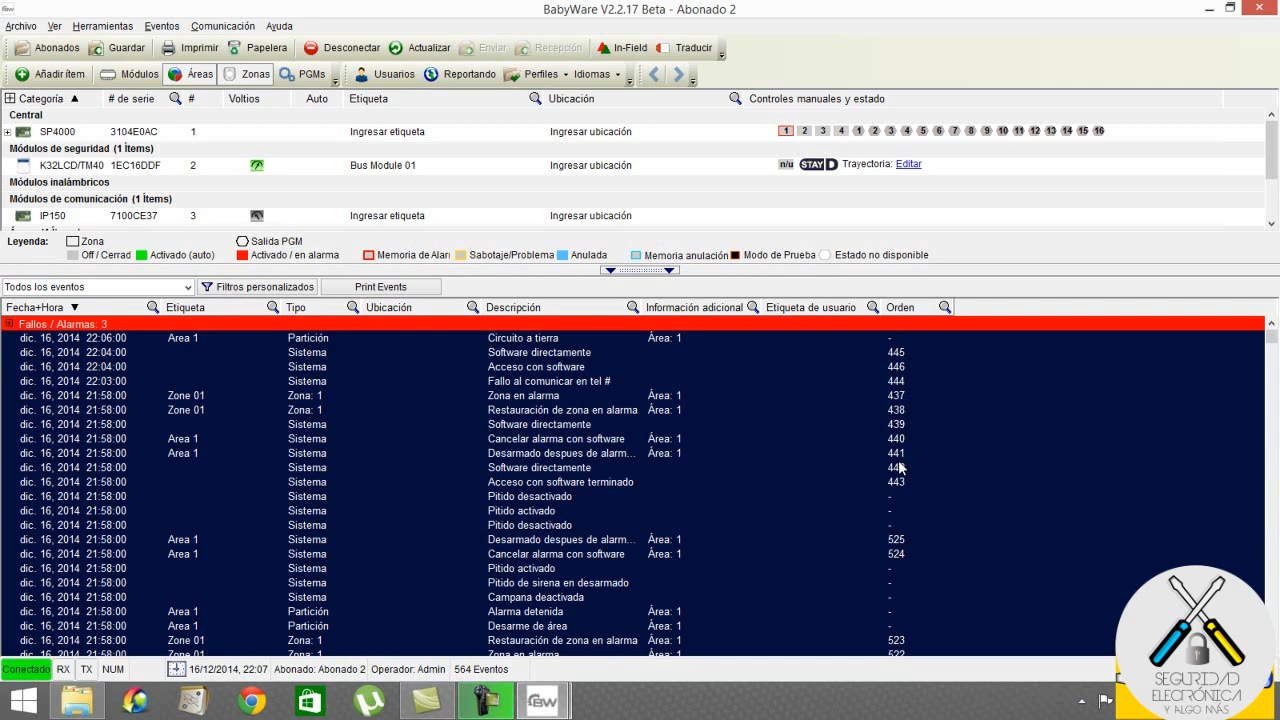 BabyWare V2.2.17 Beta - Abonado 2
Archivo Ver Herramientas Eventos Comunicación Ayuda
Abonados Guardar Imprimir Papelera Desconectar Actualizar Enviar Recepción In-Field Traducir
Añadir ítem Módulos Áreas Zonas PGMs Usuarios Reportando Perfiles Idiomas
Categoría # de serie # Voltios Auto Etiqueta Ubicación Controles manuales y estado
Central
SP4000 3104E0AC 1 Ingresar etiqueta Ingresar ubicación 1 2 3 4 1 2 3 4 5 6 7 8 9 10 11 12 13 14 15 16
Módulos de seguridad (1 Ítems)
K32LCD/TM40 1EC16DDF 2 Bus Module 01 Ingresar ubicación n/u STAY D Trayectoria: Editar
Módulos inalámbricos
Módulos de comunicación (1 Ítems)
IP150 7100CE37 3 Ingresar etiqueta Ingresar ubicación
Leyenda: Zona Salida PGM
Off / Cerrad Activado (auto) Activado / en alarma Memoria de Alar Sabotaje/Problema Anulada Memoria anulación Modo de Prueba Estado no disponible
Todos los eventos Filtros personalizados Print Events
Fecha+Hora Etiqueta Tipo Ubicación Descripción Información adicional Etiqueta de usuario Orden
Fallos / Alarmas: 3
dic. 16, 2014 22:06:00 Area 1 Partición Circuito a tierra Área: 1 -
dic. 16, 2014 22:04:00 Sistema Software directamente 445
dic. 16, 2014 22:04:00 Sistema Acceso con software 446
dic. 16, 2014 22:03:00 Sistema Fallo al comunicar en tel # 444
dic. 16, 2014 21:58:00 Zone 01 Zona: 1 Zona en alarma Área: 1 437
dic. 16, 2014 21:58:00 Zone 01 Zona: 1 Restauración de zona en alarma Área: 1 438
dic. 16, 2014 21:58:00 Sistema Software directamente 439
dic. 16, 2014 21:58:00 Area 1 Sistema Cancelar alarma con software Área: 1 440
dic. 16, 2014 21:58:00 Area 1 Sistema Desarmado despues de alarm... Área: 1 441
dic. 16, 2014 21:58:00 Sistema Software directamente
dic. 16, 2014 21:58:00 Sistema Acceso con software terminado 443
dic. 16, 2014 21:58:00 Sistema Pitido desactivado -
dic. 16, 2014 21:58:00 Sistema Pitido activado -
dic. 16, 2014 21:58:00 Sistema Pitido desactivado -
dic. 16, 2014 21:58:00 Area 1 Sistema Desarmado despues de alarm... Área: 1 525
dic. 16, 2014 21:58:00 Area 1 Sistema Cancelar alarma con software Área: 1 524
dic. 16, 2014 21:58:00 Sistema Pitido activado -
dic. 16, 2014 21:58:00 Sistema Pitido de sirena en desarmado -
dic. 16, 2014 21:58:00 Sistema Campana deactivada -
dic. 16, 2014 21:58:00 Area 1 Partición Alarma detenida Área: 1 -
dic. 16, 2014 21:58:00 Area 1 Partición Desarme de área Área: 1 -
dic. 16, 2014 21:58:00 Zone 01 Zona: 1 Restauración de zona en alarma Área: 1 523
dic. 16, 2014 21:58:00 Zone 01 Zona: 1 Zona en alarma Área: 1 522
Conectado RX TX NUM 16/12/2014, 22:07 Abonado: Abonado 2 Operador: Admin 564 Eventos
BW
SEGURIDAD
ELECTRÓNICA
Y ALGO MÁS